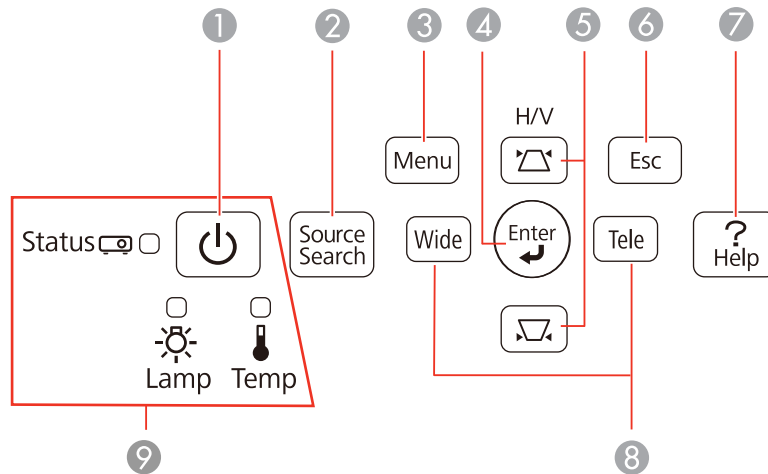 1 2 3 4 5 6 7
H/V
Menu
Esc
Status
Source
Search
Wide
Enter
Tele
?
Help
Lamp Temp
9 8